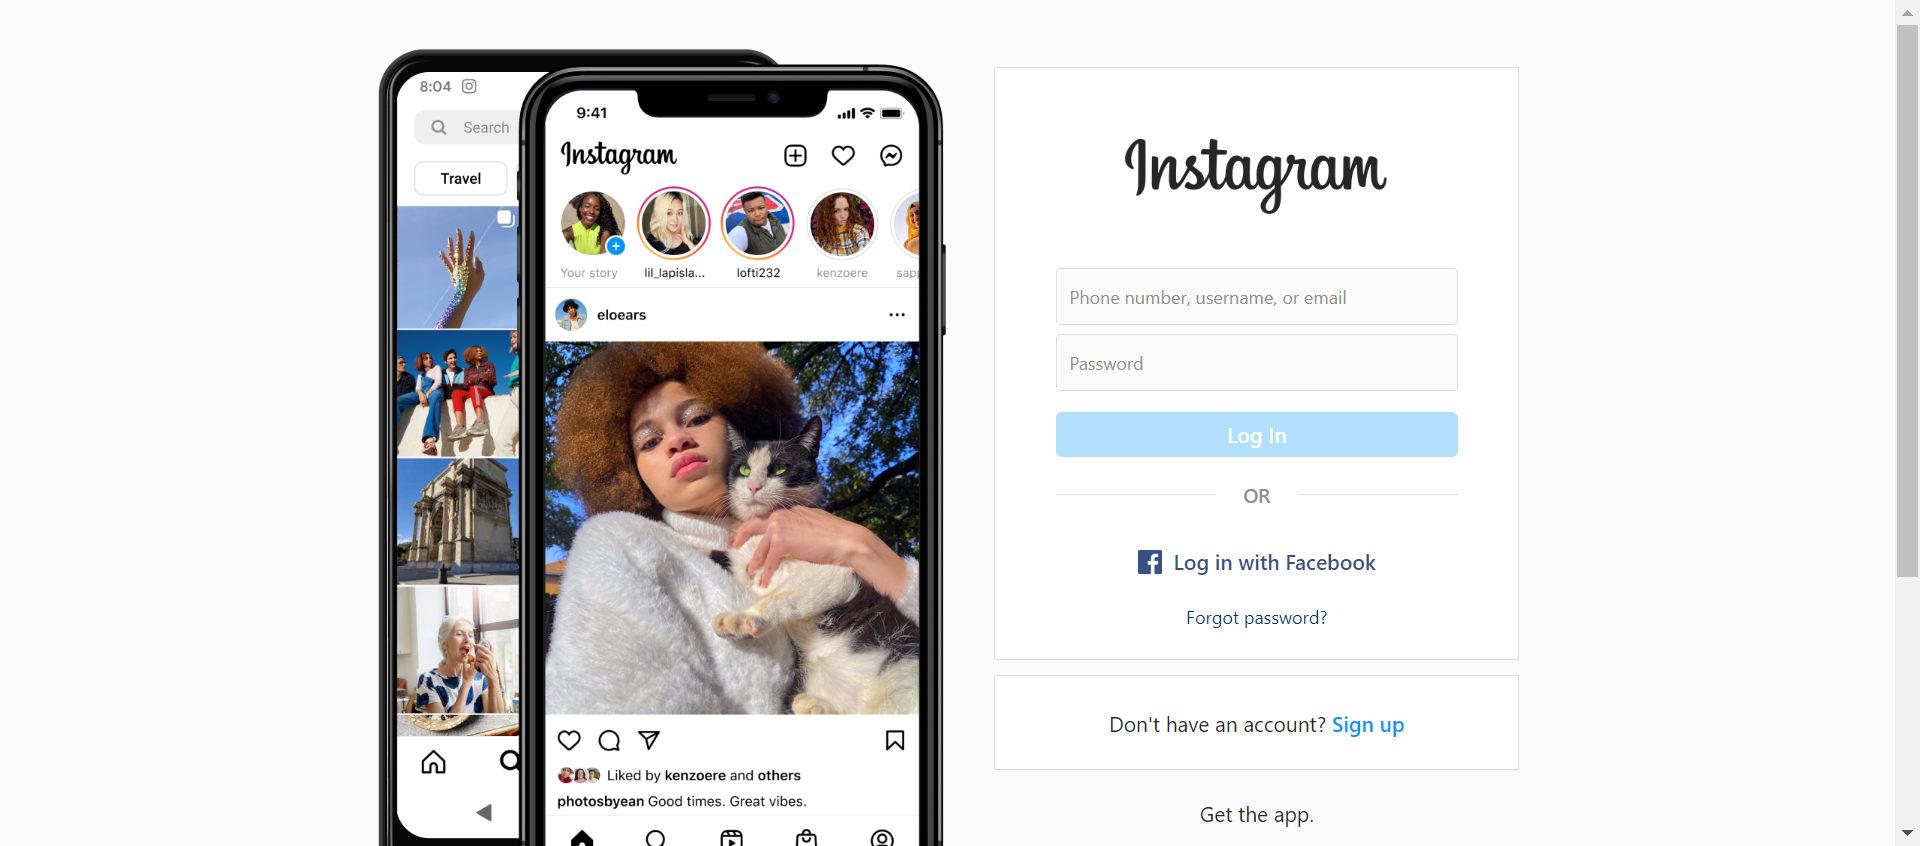 8:04
Search
Travel
9:41
Instagram
Your story
lil_lapisla...
lofti232
kenzoere
sapp
eloears
Liked by kenzoere and others
photosbyean Good times. Great vibes.
Instagram
Phone number, username, or email
Password
Log In
OR
Log in with Facebook
Forgot password?
Don't have an account? Sign up
Get the app.